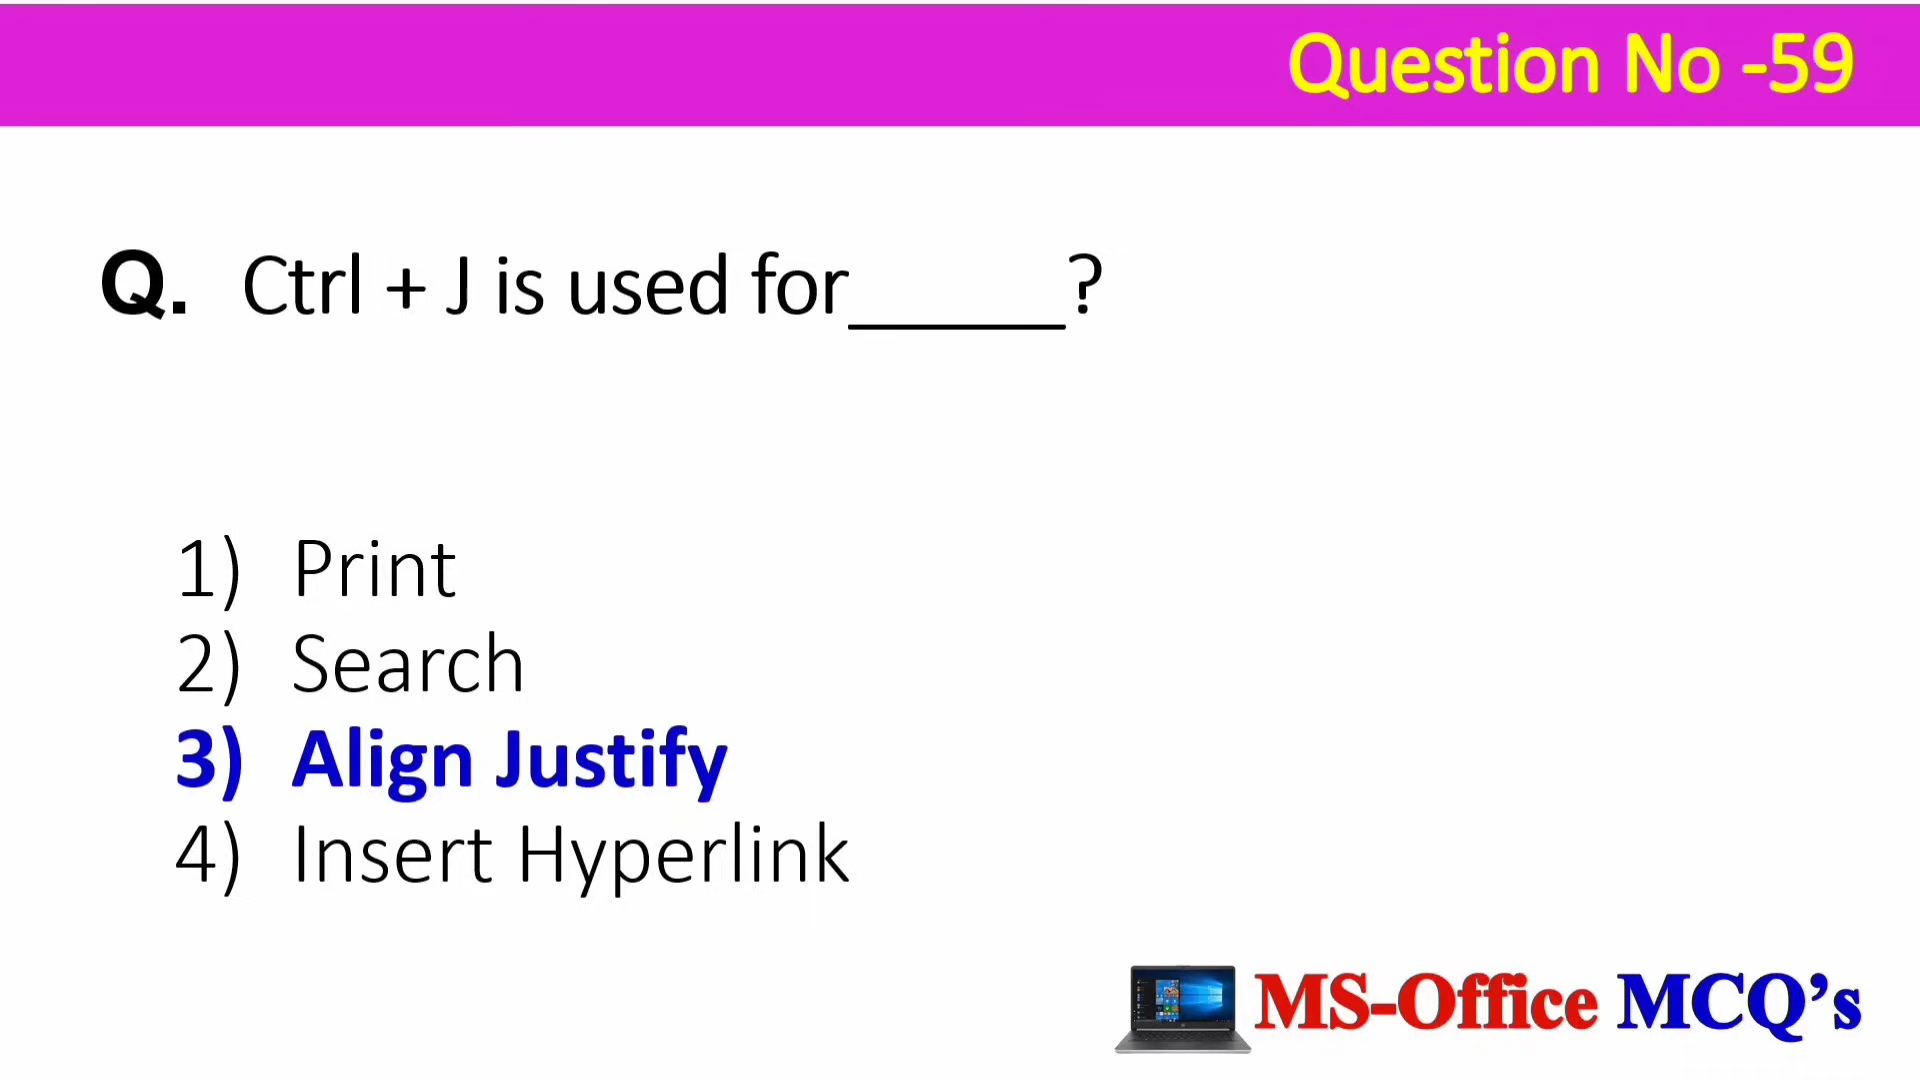 Question No -59
Q. Ctrl + J is used for_____?
1) Print
2) Search
3) Align Justify
4) Insert Hyperlink
MS-Office MCQ’s